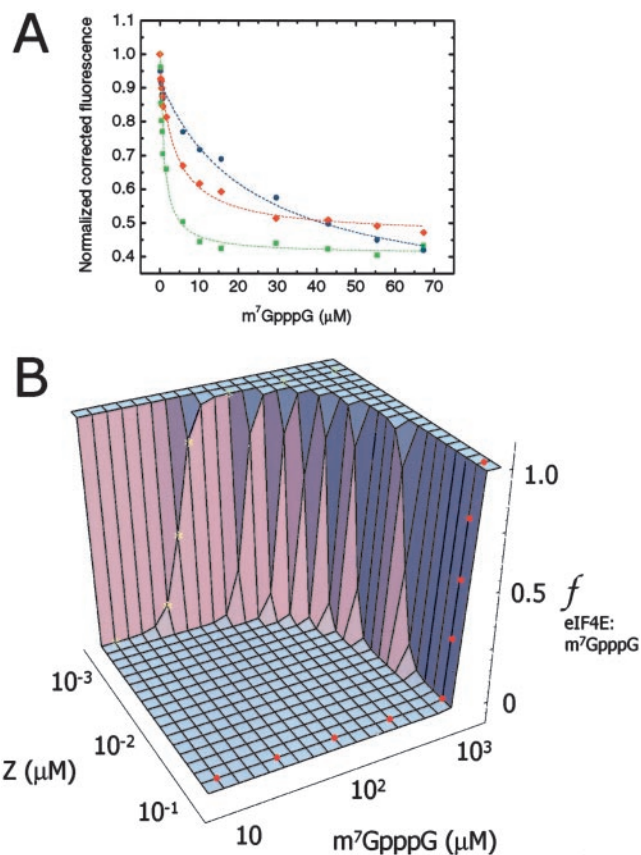 A
Normalized corrected fluorescence
1.1
1.0
0.9
0.8
0.7
0.6
0.5
0.4
0 10 20 30 40 50 60 70
m⁷GpppG (μM)
B
1.0
0.5
0
f
eIF4E:
m⁷GpppG
10⁻³
10⁻²
10⁻¹
Z (μM)
10
10²
10³
m⁷GpppG (μM)